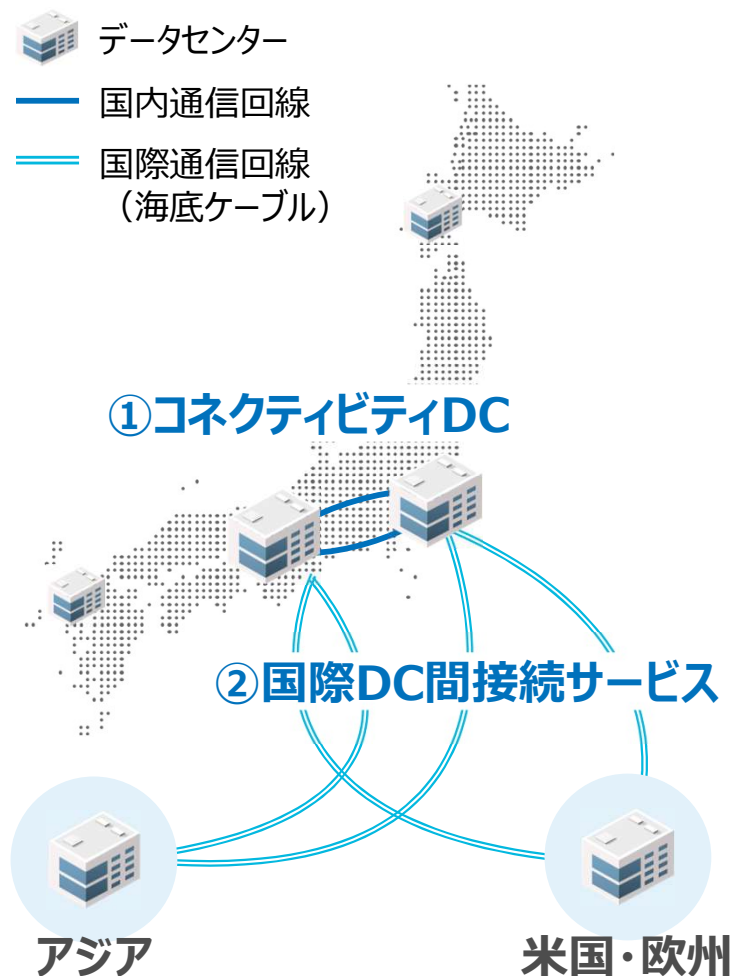 データセンター
国内通信回線
国際通信回線
（海底ケーブル）
①コネクティビティDC
②国際DC間接続サービス
アジア
米国・欧州